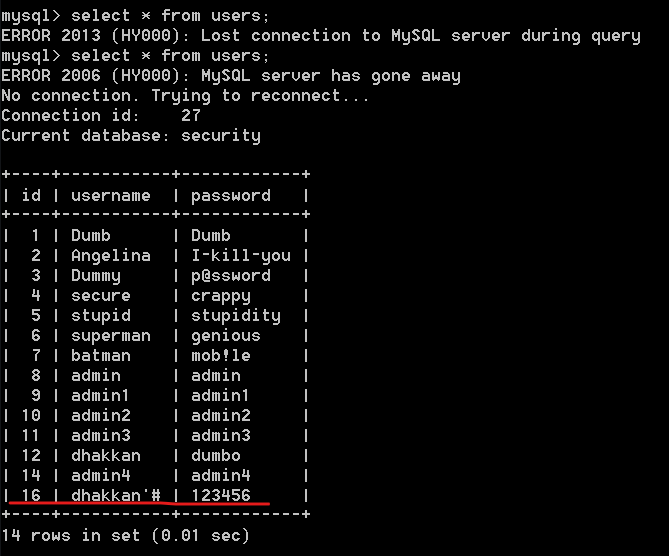 mysql> select * from users;
ERROR 2013 (HY000): Lost connection to MySQL server during query
mysql> select * from users;
ERROR 2006 (HY000): MySQL server has gone away
No connection. Trying to reconnect...
Connection id:    27
Current database: security
+----+-----------+------------+
| id | username  | password   |
+----+-----------+------------+
|  1 | Dumb      | Dumb       |
|  2 | Angelina  | I-kill-you |
|  3 | Dummy     | p@ssword   |
|  4 | secure    | crappy     |
|  5 | stupid    | stupidity  |
|  6 | superman  | genious    |
|  7 | batman    | mob!le     |
|  8 | admin     | admin      |
|  9 | admin1    | admin1     |
| 10 | admin2    | admin2     |
| 11 | admin3    | admin3     |
| 12 | dhakkan   | dumbo      |
| 14 | admin4    | admin4     |
| 16 | dhakkan'# | 123456     |
+----+-----------+------------+
14 rows in set (0.01 sec)